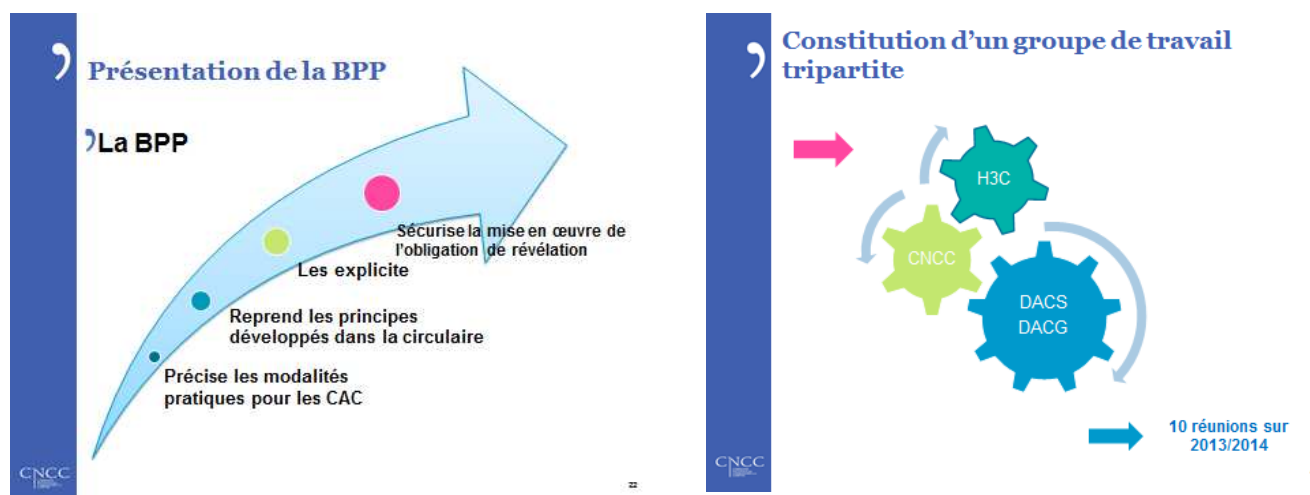 Présentation de la BPP
La BPP
Sécurise la mise en œuvre de
l'obligation de révélation
Les explicite
Reprend les principes
développés dans la circulaire
Précise les modalités
pratiques pour les CAC
CNCC
22
Constitution d'un groupe de travail
tripartite
H3C
CNCC
DACS
DACG
10 réunions sur
2013/2014
CNCC